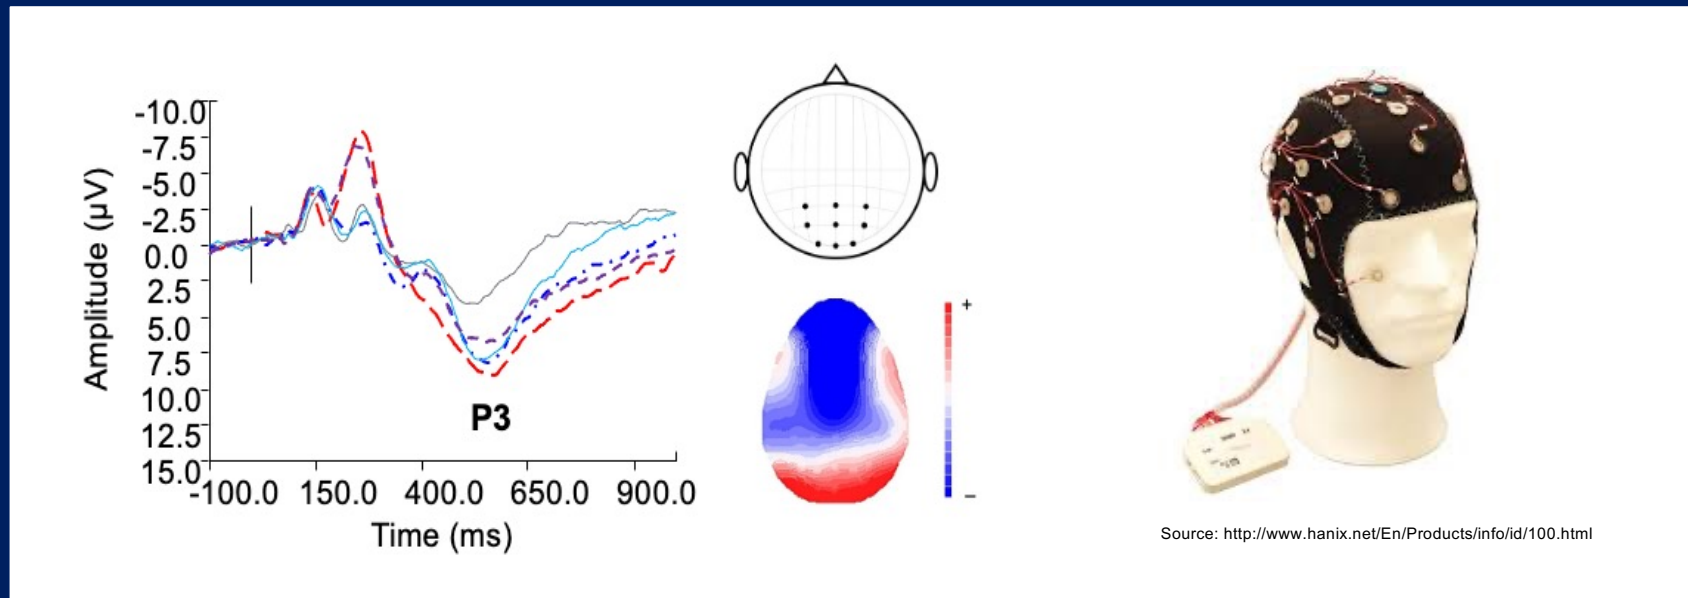 Amplitude (µV)
-10.0
-7.5
-5.0
-2.5
0.0
2.5
5.0
7.5
10.0
12.5
15.0
P3
-100.0 150.0 400.0 650.0 900.0
Time (ms)
+
–
Source: http://www.hanix.net/En/Products/info/id/100.html